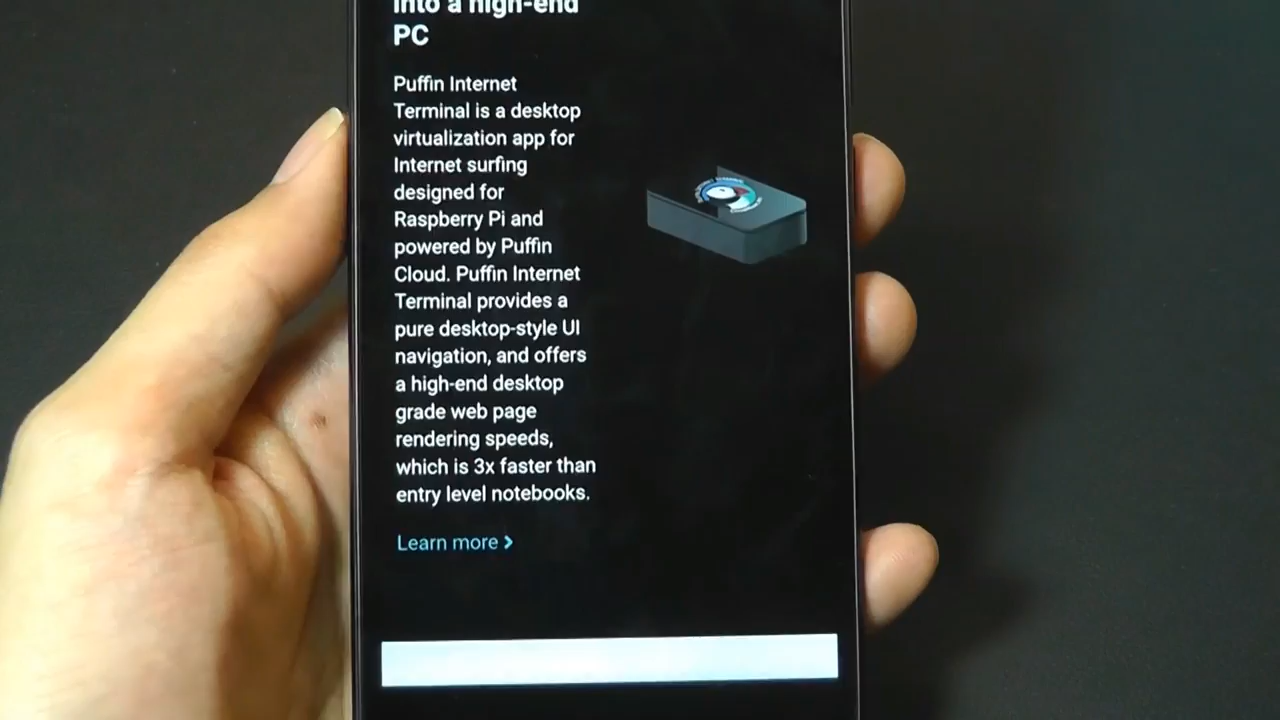 into a high-end
PC
Puffin Internet
Terminal is a desktop
virtualization app for
Internet surfing
designed for
Raspberry Pi and
powered by Puffin
Cloud. Puffin Internet
Terminal provides a
pure desktop-style UI
navigation, and offers
a high-end desktop
grade web page
rendering speeds,
which is 3x faster than
entry level notebooks.
Learn more >